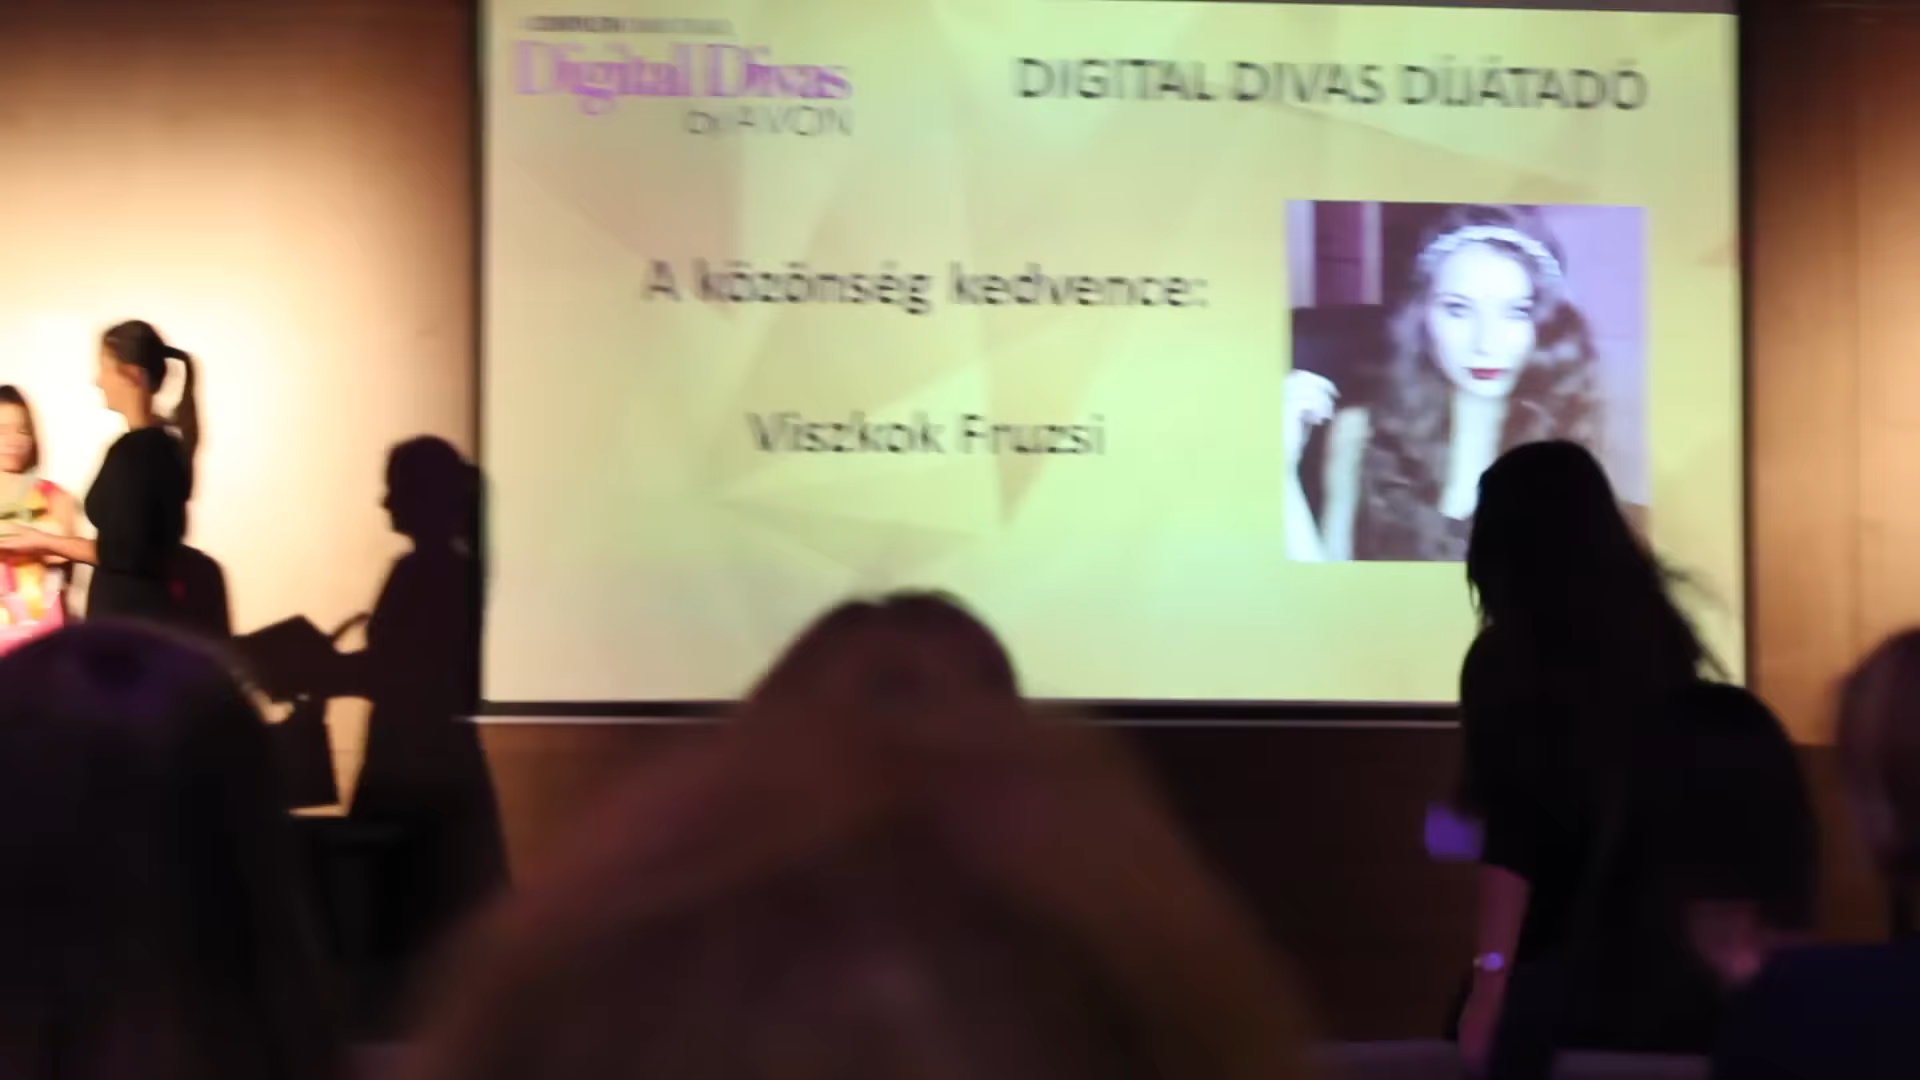 Digital Divas
by AVON
DIGITAL DIVAS DÍJÁTADÓ
A közönség kedvence:
Viszkok Fruzsi